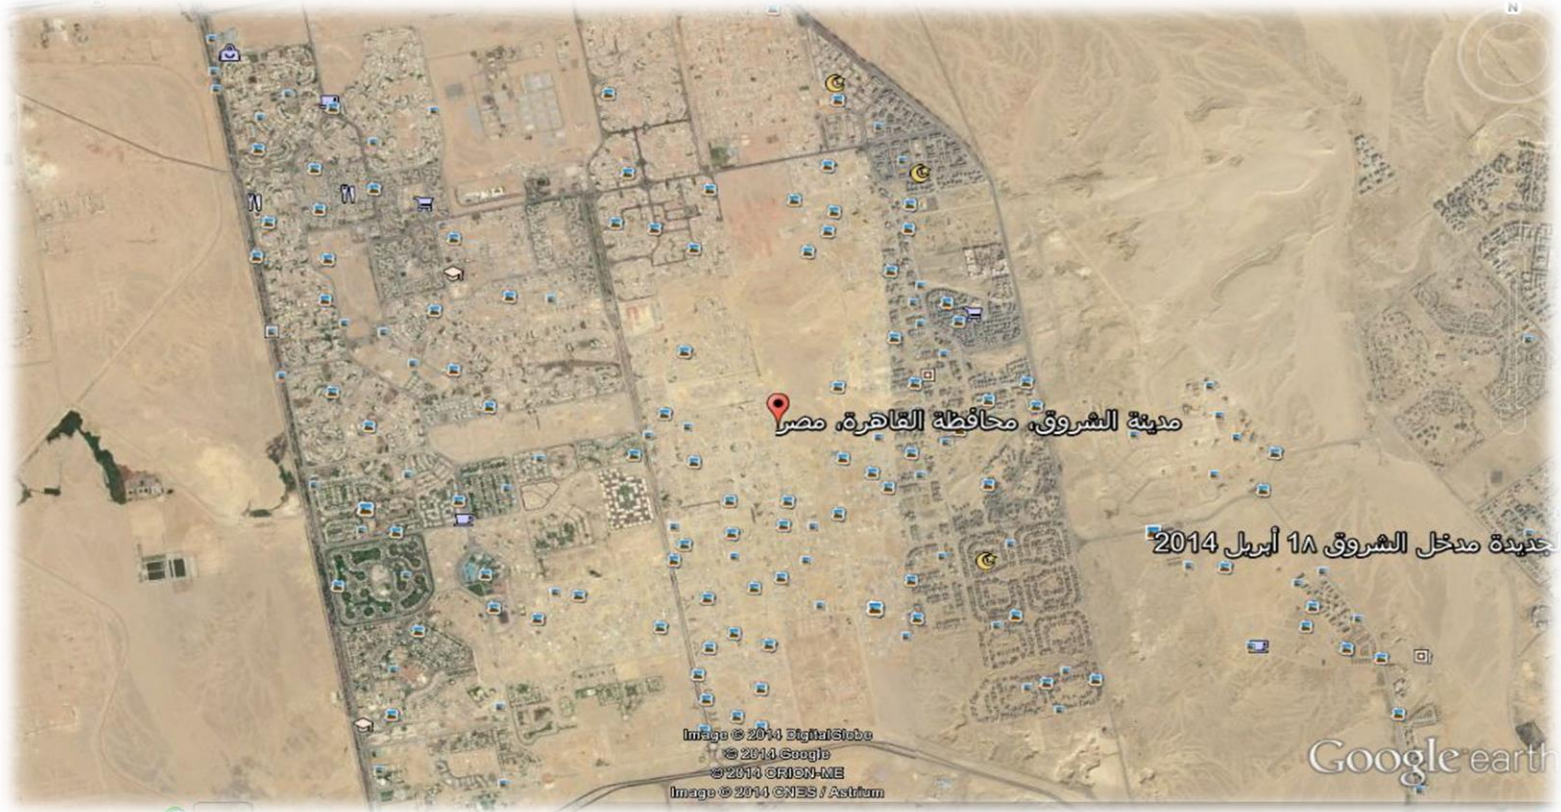 N
مدينة الشروق، محافظة القاهرة، مصر
لجديدة مدخل الشروق ١٨ أبريل 2014
Image © 2014 DigitalGlobe
© 2014 Google
© 2014 ORION-ME
Image © 2014 CNES / Astrium
Google earth